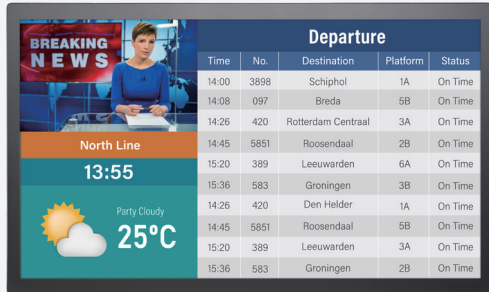 BREAKING
NEWS
North Line
13:55
Party Cloudy
25°C
Departure
Time No. Destination Platform Status
14:00 3898 Schiphol 1A On Time
14:08 097 Breda 5B On Time
14:26 420 Rotterdam Centraal 3A On Time
14:45 5851 Roosendaal 2B On Time
15:20 389 Leeuwarden 6A On Time
15:36 583 Groningen 3B On Time
14:26 420 Den Helder 1A On Time
14:45 5851 Roosendaal 5B On Time
15:20 389 Leeuwarden 3A On Time
15:36 583 Groningen 2B On Time